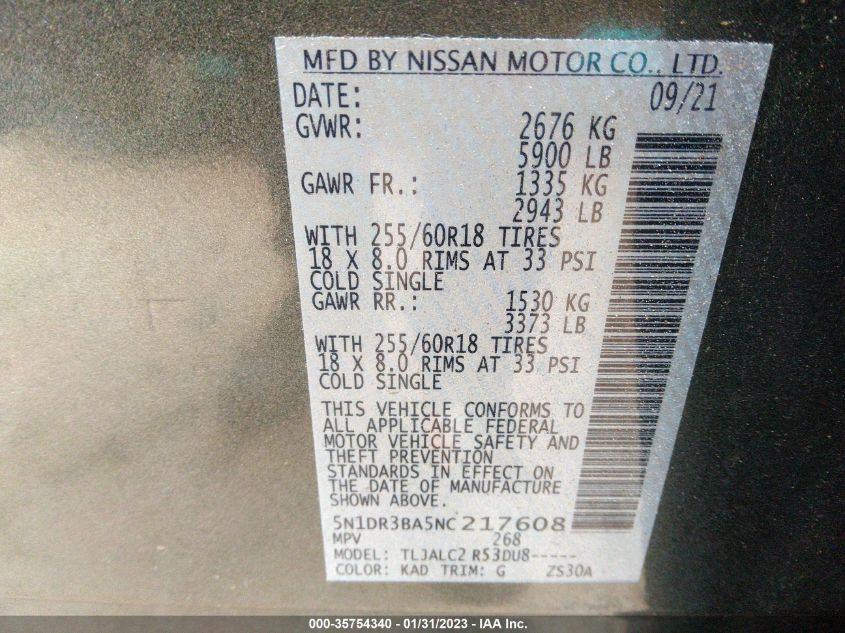 MFD BY NISSAN MOTOR CO., LTD.
DATE: 09/21
GVWR: 2676 KG
5900 LB
GAWR FR.: 1335 KG
2943 LB
WITH 255/60R18 TIRES
18 X 8.0 RIMS AT 33 PSI
COLD SINGLE
GAWR RR.: 1530 KG
3373 LB
WITH 255/60R18 TIRES
18 X 8.0 RIMS AT 33 PSI
COLD SINGLE
THIS VEHICLE CONFORMS TO
ALL APPLICABLE FEDERAL
MOTOR VEHICLE SAFETY AND
THEFT PREVENTION
STANDARDS IN EFFECT ON
THE DATE OF MANUFACTURE
SHOWN ABOVE.
5N1DR3BA5NC217608
MPV 268
MODEL: TLJALC2 R53DU8-----
COLOR: KAD TRIM: G ZS30A
000-35754340 - 01/31/2023 - IAA Inc.